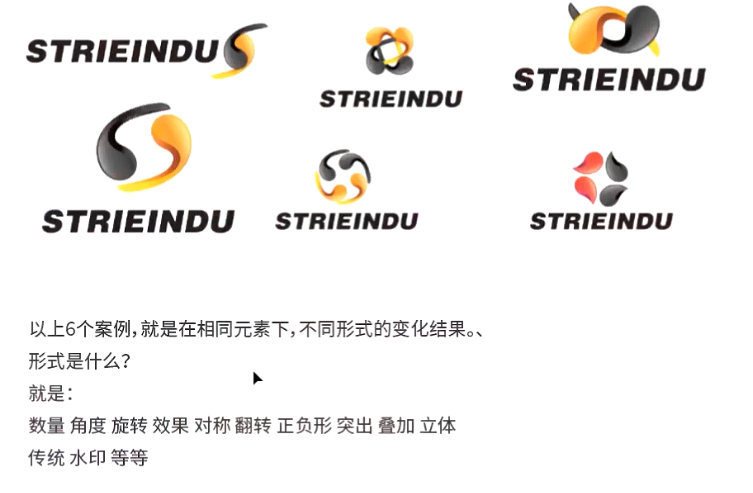 STRIEINDU
STRIEINDU
STRIEINDU
STRIEINDU
STRIEINDU
STRIEINDU
以上6个案例,就是在相同元素下,不同形式的变化结果。、
形式是什么?
就是:
数量 角度 旋转 效果 对称 翻转 正负形 突出 叠加 立体
传统 水印 等等